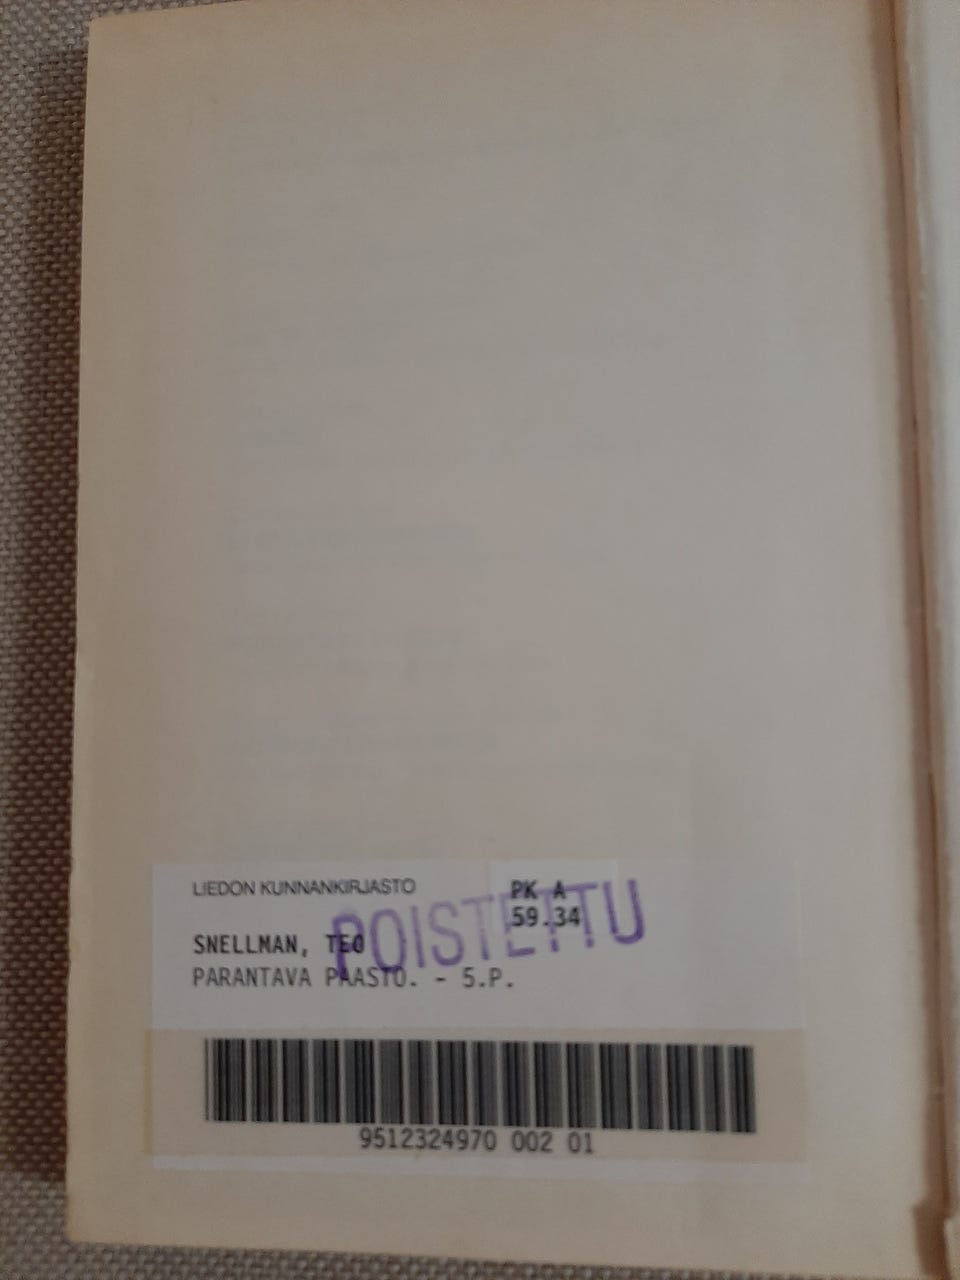 LIEDON KUNNANKIRJASTO
PK A
59.34
POISTETTU
SNELLMAN, TEO
PARANTAVA PAASTO. - 5.P.
9512324970 002 01